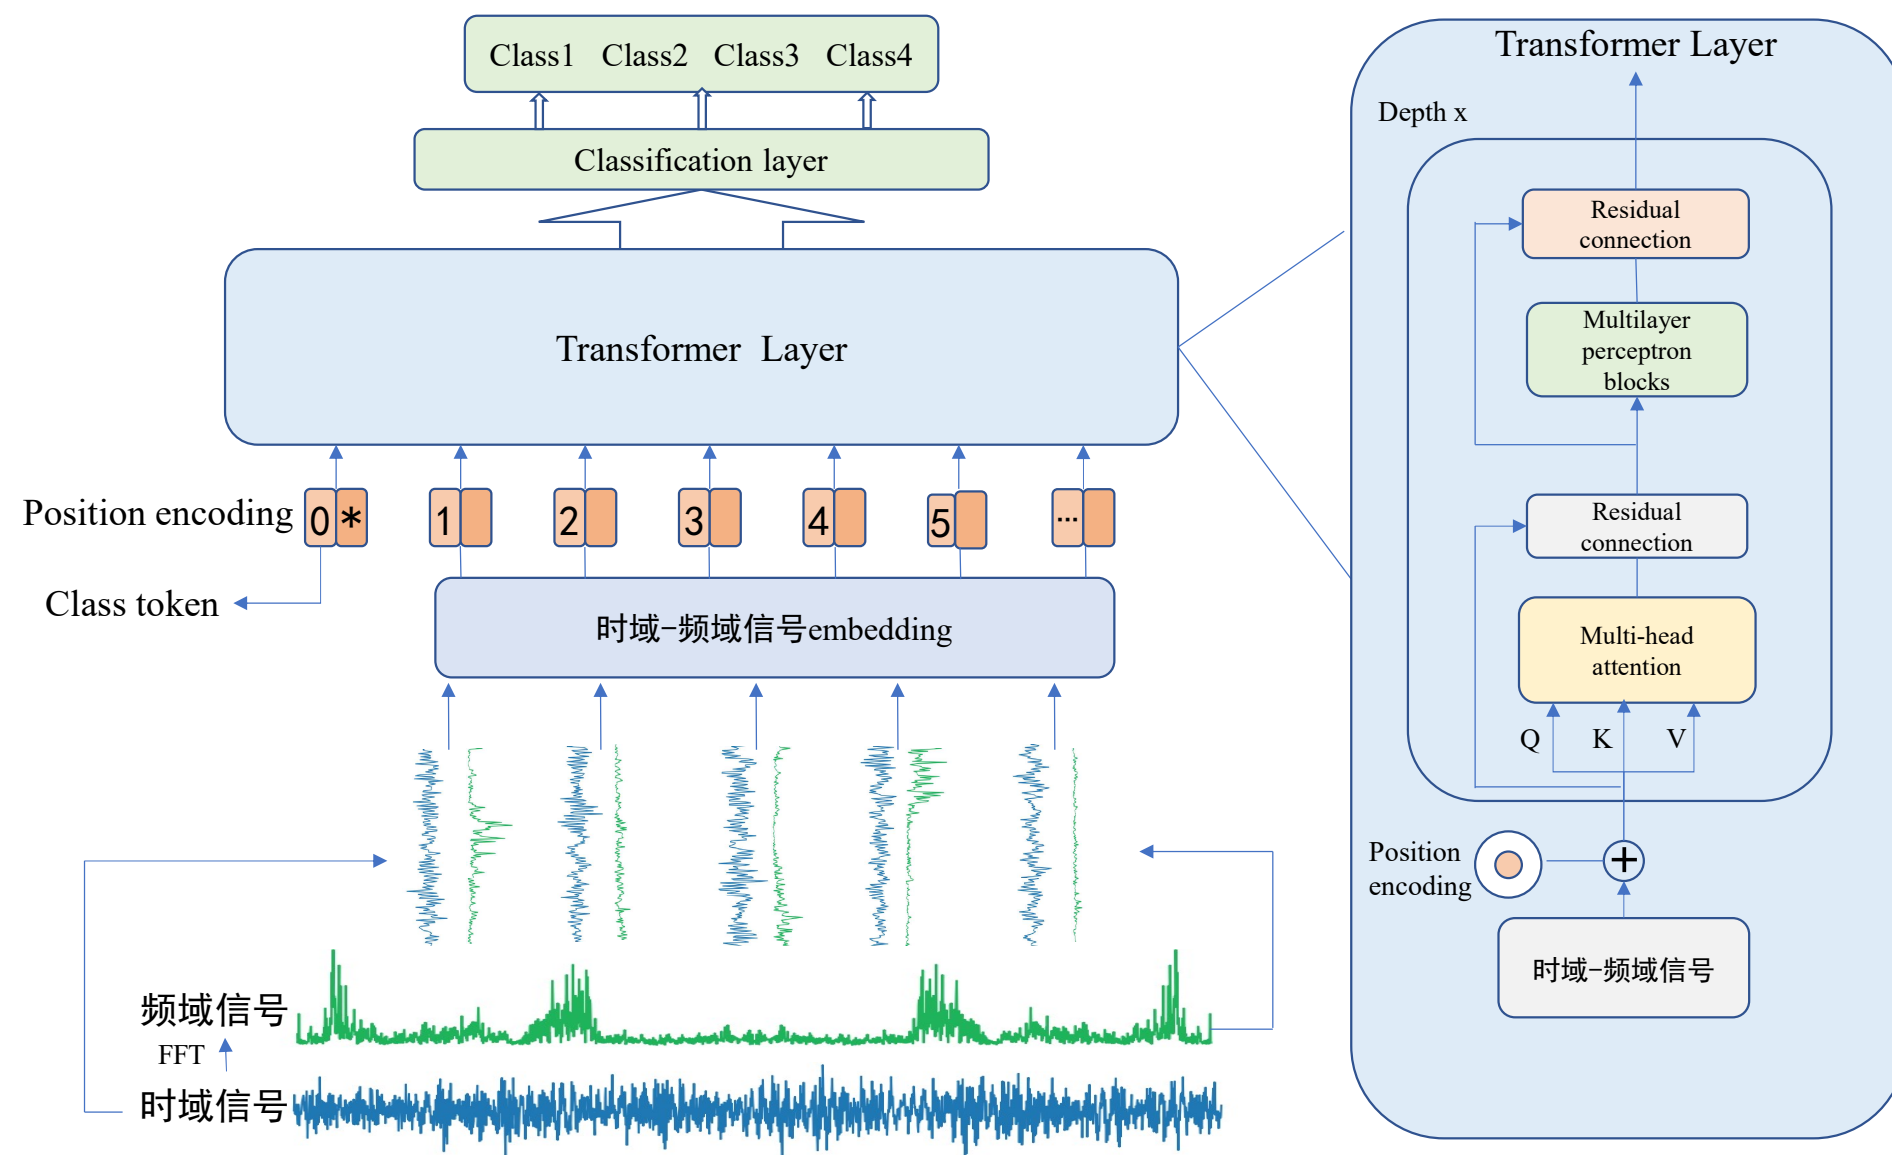 Class1 Class2 Class3 Class4
Classification layer
Transformer Layer
Position encoding
0 *
1
2
3
4
5
...
Class token
时域-频域信号embedding
频域信号
FFT
时域信号
Transformer Layer
Depth x
Residual
connection
Multilayer
perceptron
blocks
Residual
connection
Multi-head
attention
Q K V
Position
encoding
+
时域-频域信号